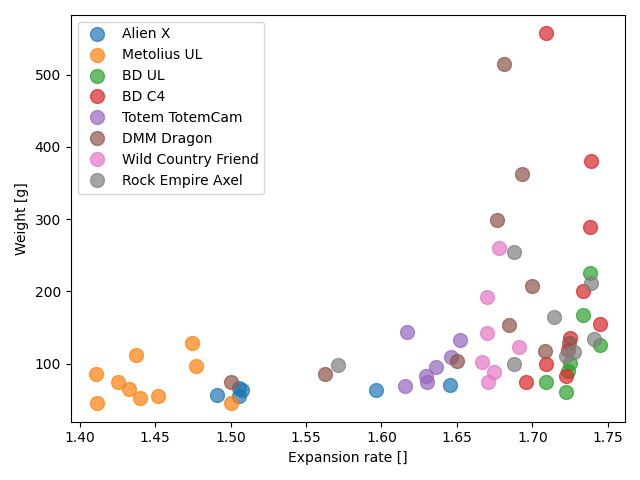 Alien X
Metolius UL
BD UL
BD C4
Totem TotemCam
DMM Dragon
Wild Country Friend
Rock Empire Axel
Weight [g]
500
400
300
200
100
1.40 1.45 1.50 1.55 1.60 1.65 1.70 1.75
Expansion rate []